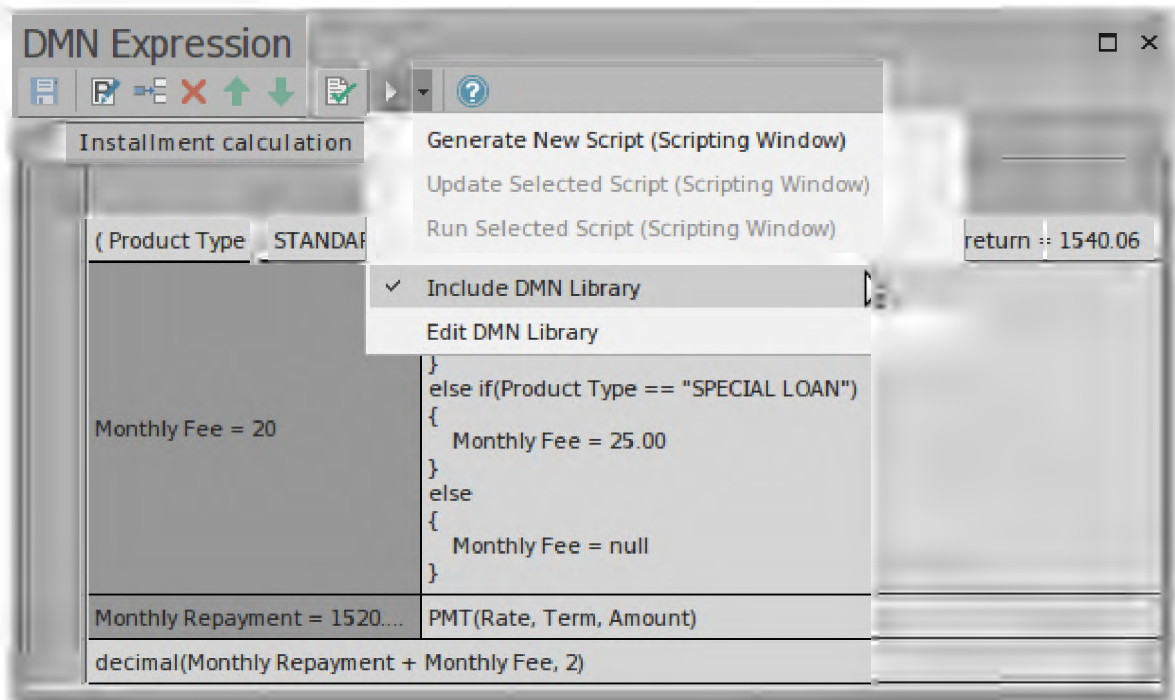 DMN Expression
Installment calculation
Generate New Script (Scripting Window)
Update Selected Script (Scripting Window)
Run Selected Script (Scripting Window)
( Product Type STANDAR return = 1540.06
Include DMN Library
Edit DMN Library
}
else if(Product Type == "SPECIAL LOAN")
{
Monthly Fee = 20
Monthly Fee = 25.00
}
else
{
Monthly Fee = null
}
Monthly Repayment = 1520.... PMT(Rate, Term, Amount)
decimal(Monthly Repayment + Monthly Fee, 2)